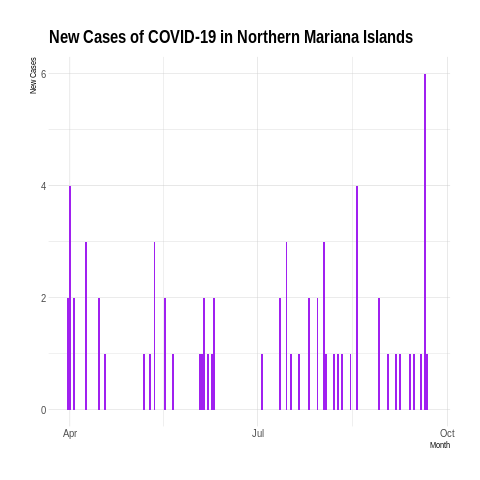 New Cases of COVID-19 in Northern Mariana Islands
New Cases
6
4
2
0
Apr
Jul
Oct
Month